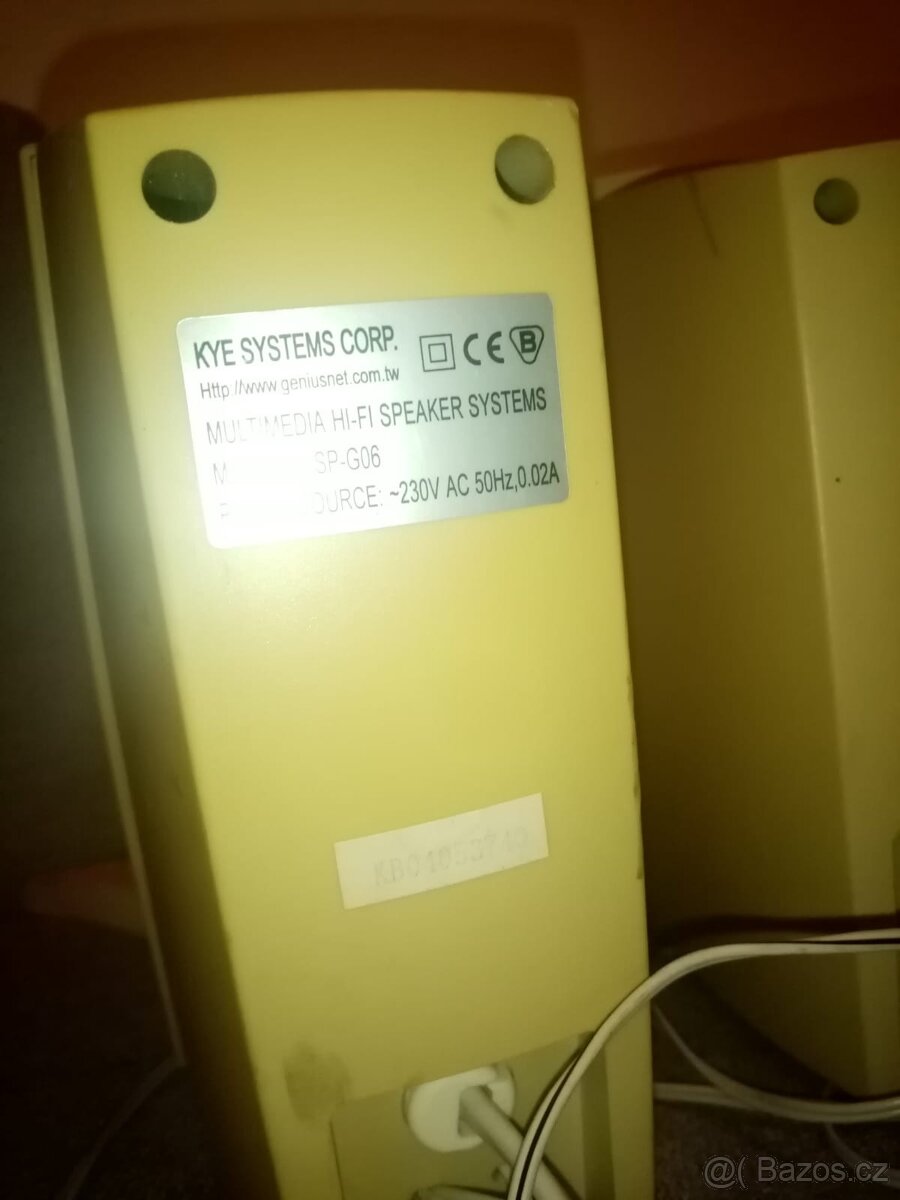 KYE SYSTEMS CORP.
CE B
Http://www.geniusnet.com.tw
MULTIMEDIA HI-FI SPEAKER SYSTEMS
SP-G06
~230V AC 50Hz,0.02A
@( Bazos.cz